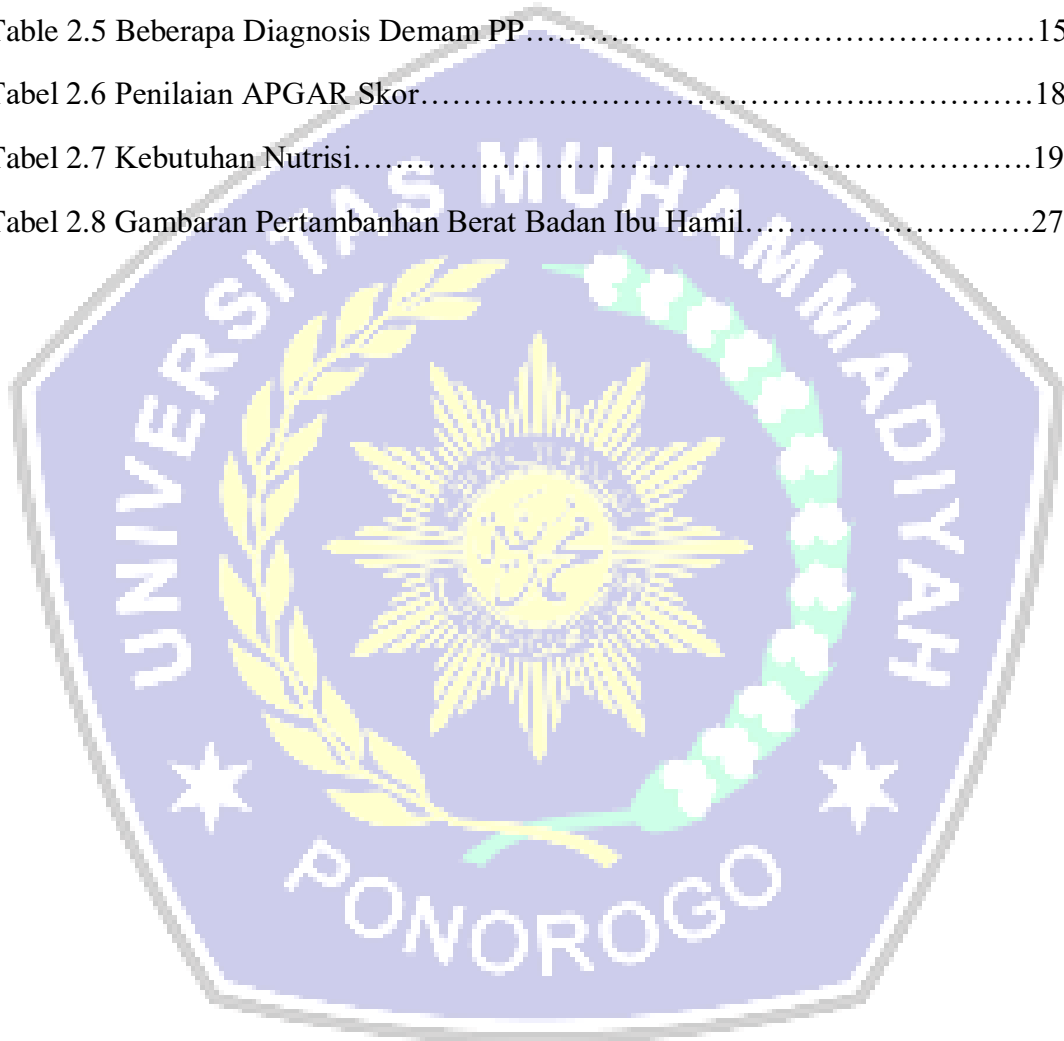 Table 2.5 Beberapa Diagnosis Demam PP………………………………………….15
Tabel 2.6 Penilaian APGAR Skor…………………………………………………18
Tabel 2.7 Kebutuhan Nutrisi……………………………………………………….19
Tabel 2.8 Gambaran Pertambanhan Berat Badan Ibu Hamil………………………27
UNIVERSITAS MUHAMMADIYAH
PONOROGO